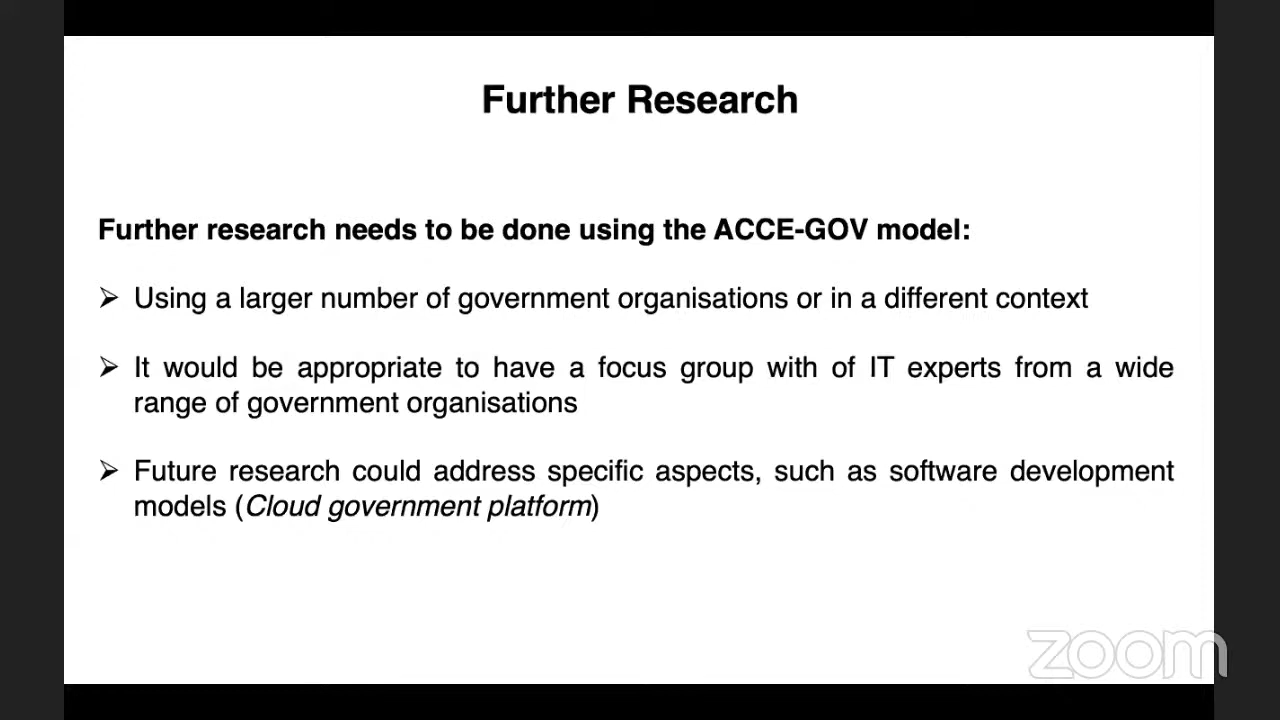 Further Research
Further research needs to be done using the ACCE-GOV model:
➢ Using a larger number of government organisations or in a different context
➢ It would be appropriate to have a focus group with of IT experts from a wide
range of government organisations
➢ Future research could address specific aspects, such as software development
models (Cloud government platform)
zoom